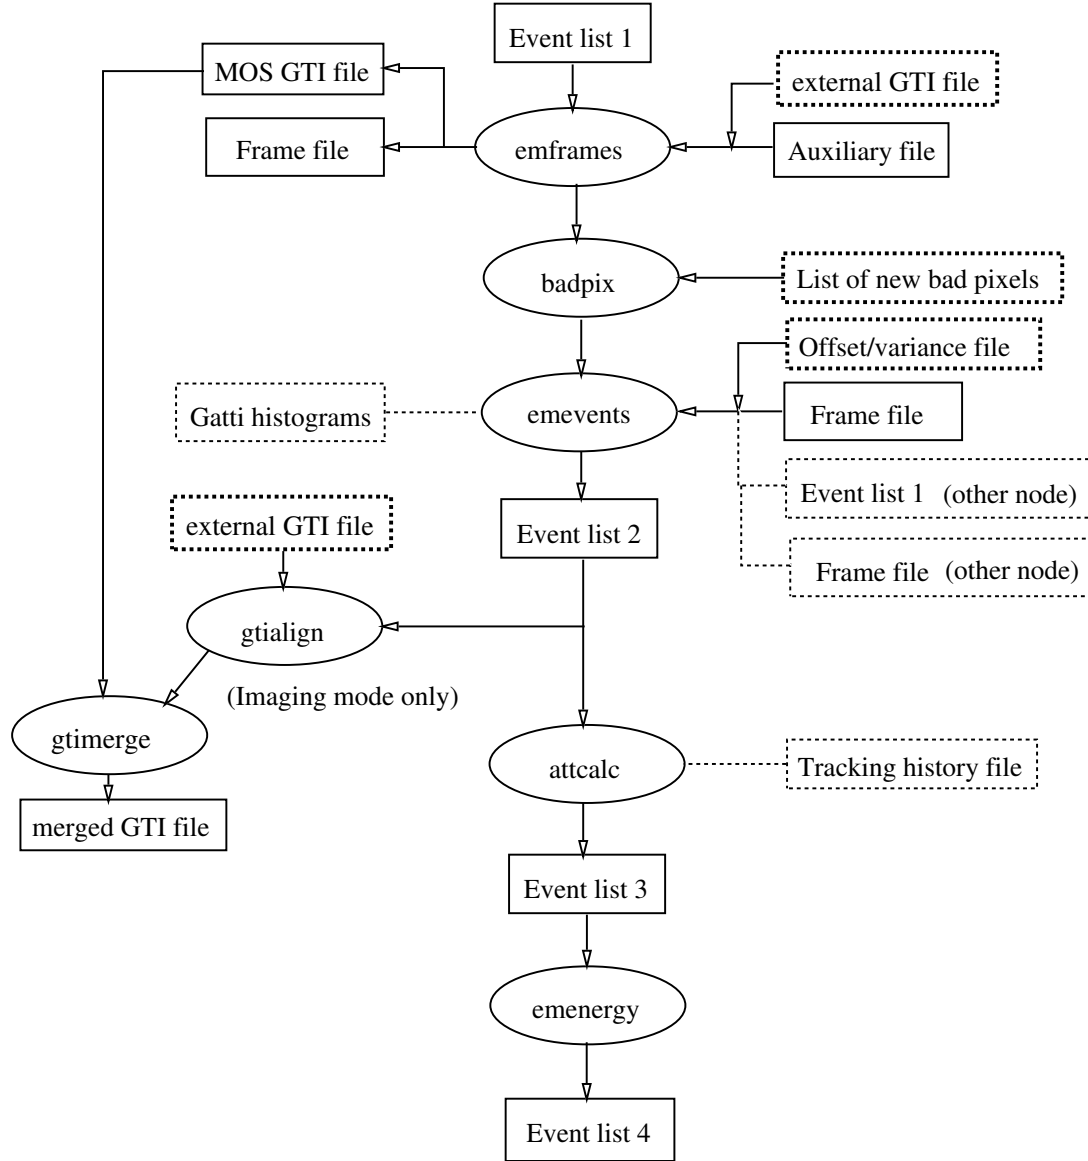 Event list 1
MOS GTI file
external GTI file
Frame file
emframes
Auxiliary file
badpix
List of new bad pixels
Offset/variance file
Gatti histograms
emevents
Frame file
Event list 1 (other node)
external GTI file
Event list 2
Frame file (other node)
gtialign
(Imaging mode only)
gtimerge
attcalc
Tracking history file
merged GTI file
Event list 3
emenergy
Event list 4